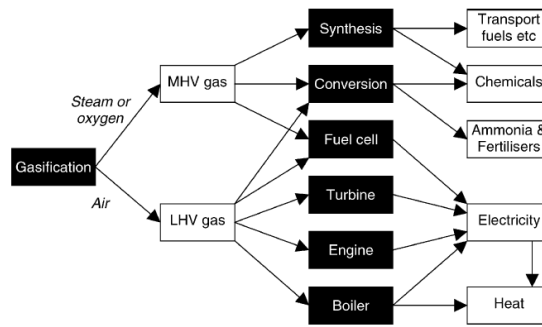 Gasification
Steam or
oxygen
Air
MHV gas
LHV gas
Synthesis
Conversion
Fuel cell
Turbine
Engine
Boiler
Transport
fuels etc
Chemicals
Ammonia &
Fertilisers
Electricity
Heat